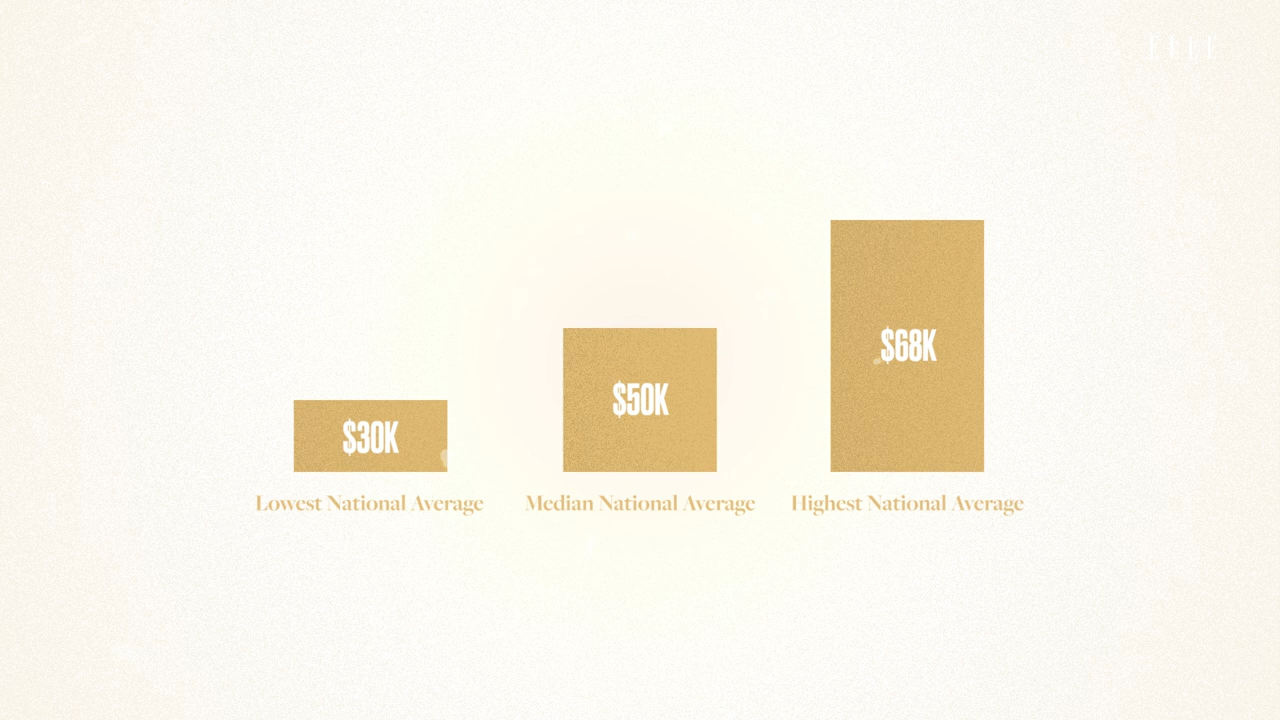 ELLE
$30K
$50K
$68K
Lowest National Average
Median National Average
Highest National Average